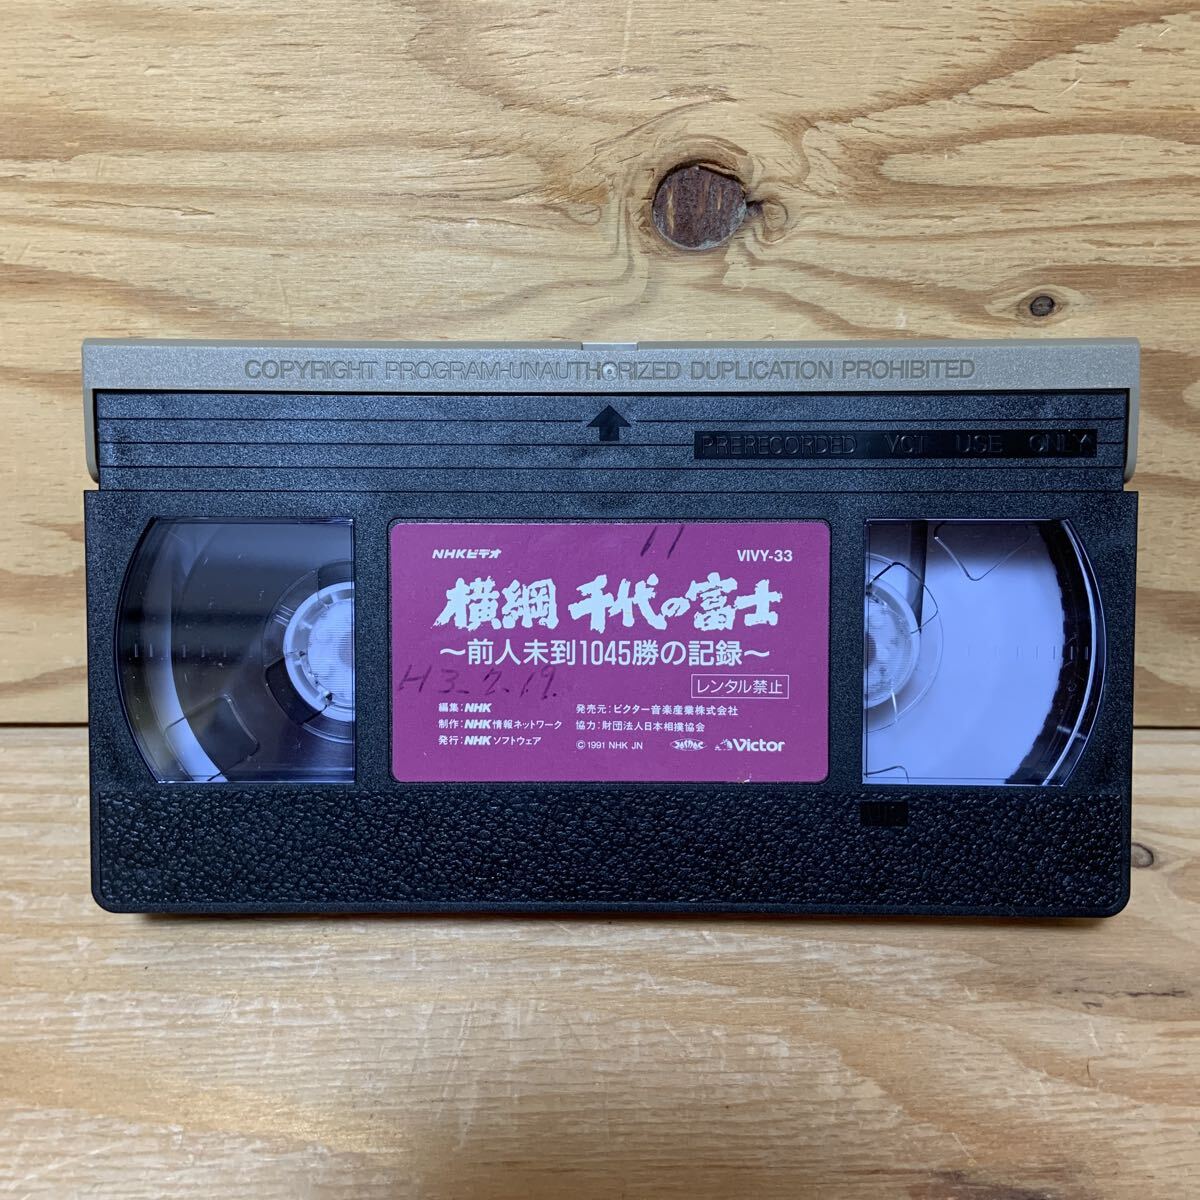 COPYRIGHT PROGRAM-UNAUTHORIZED DUPLICATION PROHIBITED
PRERECORDED VCT USE ONLY
NHKビデオ
11
VIVY-33
横綱 千代の富士
～前人未到1045勝の記録～
H3.7.19.
レンタル禁止
編集:NHK
発売元:ビクター音楽産業株式会社
制作:NHK情報ネットワーク
協力:財団法人日本相撲協会
発行:NHKソフトウェア
©1991 NHK JN
Victor